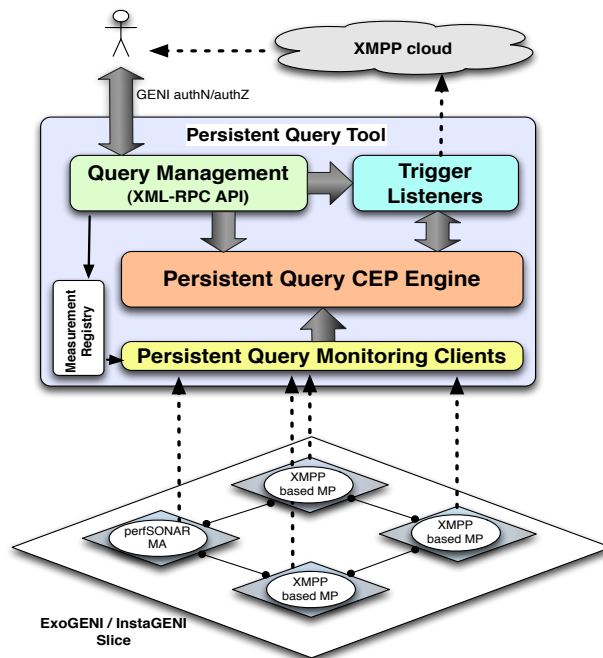 XMPP cloud
GENI authN/authZ
Persistent Query Tool
Query Management
(XML-RPC API)
Trigger
Listeners
Persistent Query CEP Engine
Measurement
Registry
Persistent Query Monitoring Clients
XMPP
based MP
perfSONAR
MA
XMPP
based MP
XMPP
based MP
ExoGENI / InstaGENI
Slice